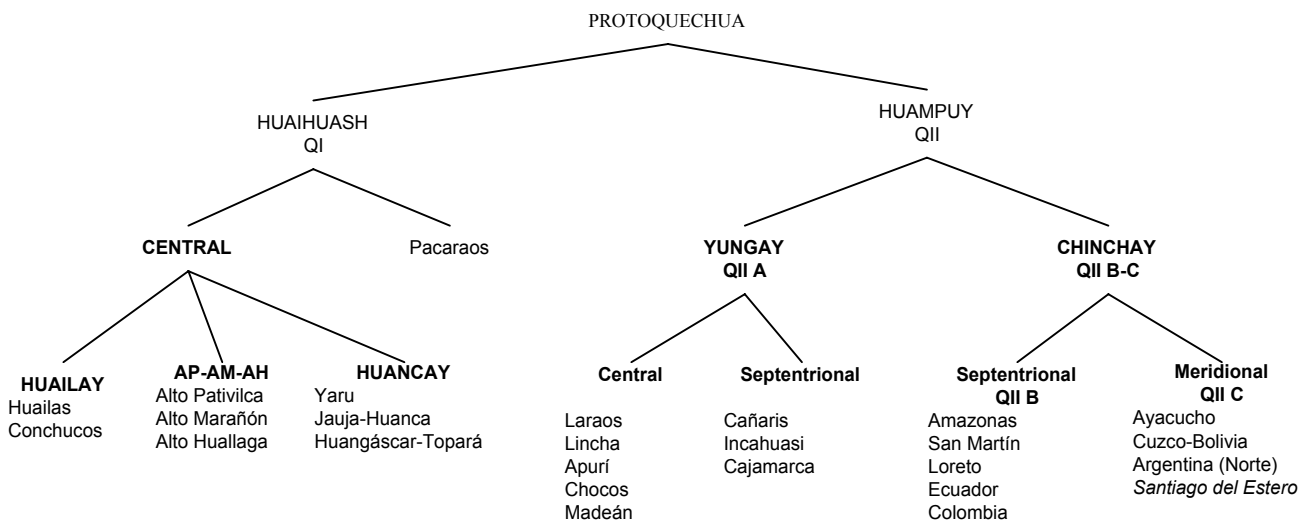 PROTOQUECHUA
HUAIHUASH
QI
HUAMPUY
QII
CENTRAL
Pacaraos
YUNGAY
QII A
CHINCHAY
QII B-C
HUAILAY
Huailas
Conchucos
AP-AM-AH
Alto Pativilca
Alto Marañón
Alto Huallaga
HUANCAY
Yaru
Jauja-Huanca
Huangáscar-Topará
Central
Laraos
Lincha
Apurí
Chocos
Madeán
Septentrional
Cañaris
Incahuasi
Cajamarca
Septentrional
QII B
Amazonas
San Martín
Loreto
Ecuador
Colombia
Meridional
QII C
Ayacucho
Cuzco-Bolivia
Argentina (Norte)
Santiago del Estero